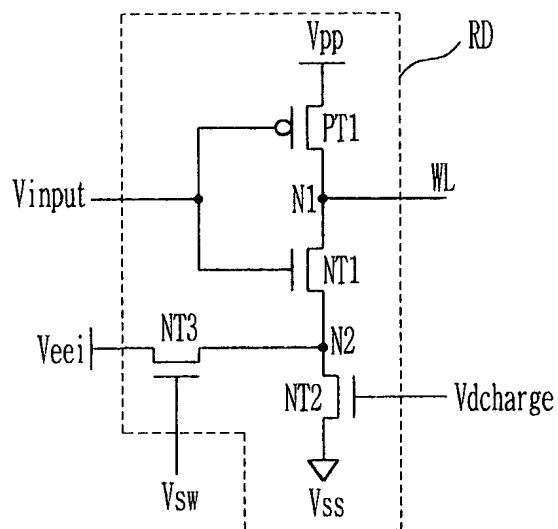 Vpp
RD
PT1
Vinput
N1
WL
NT1
NT3
Veei
N2
NT2
Vdcharge
Vsw
Vss